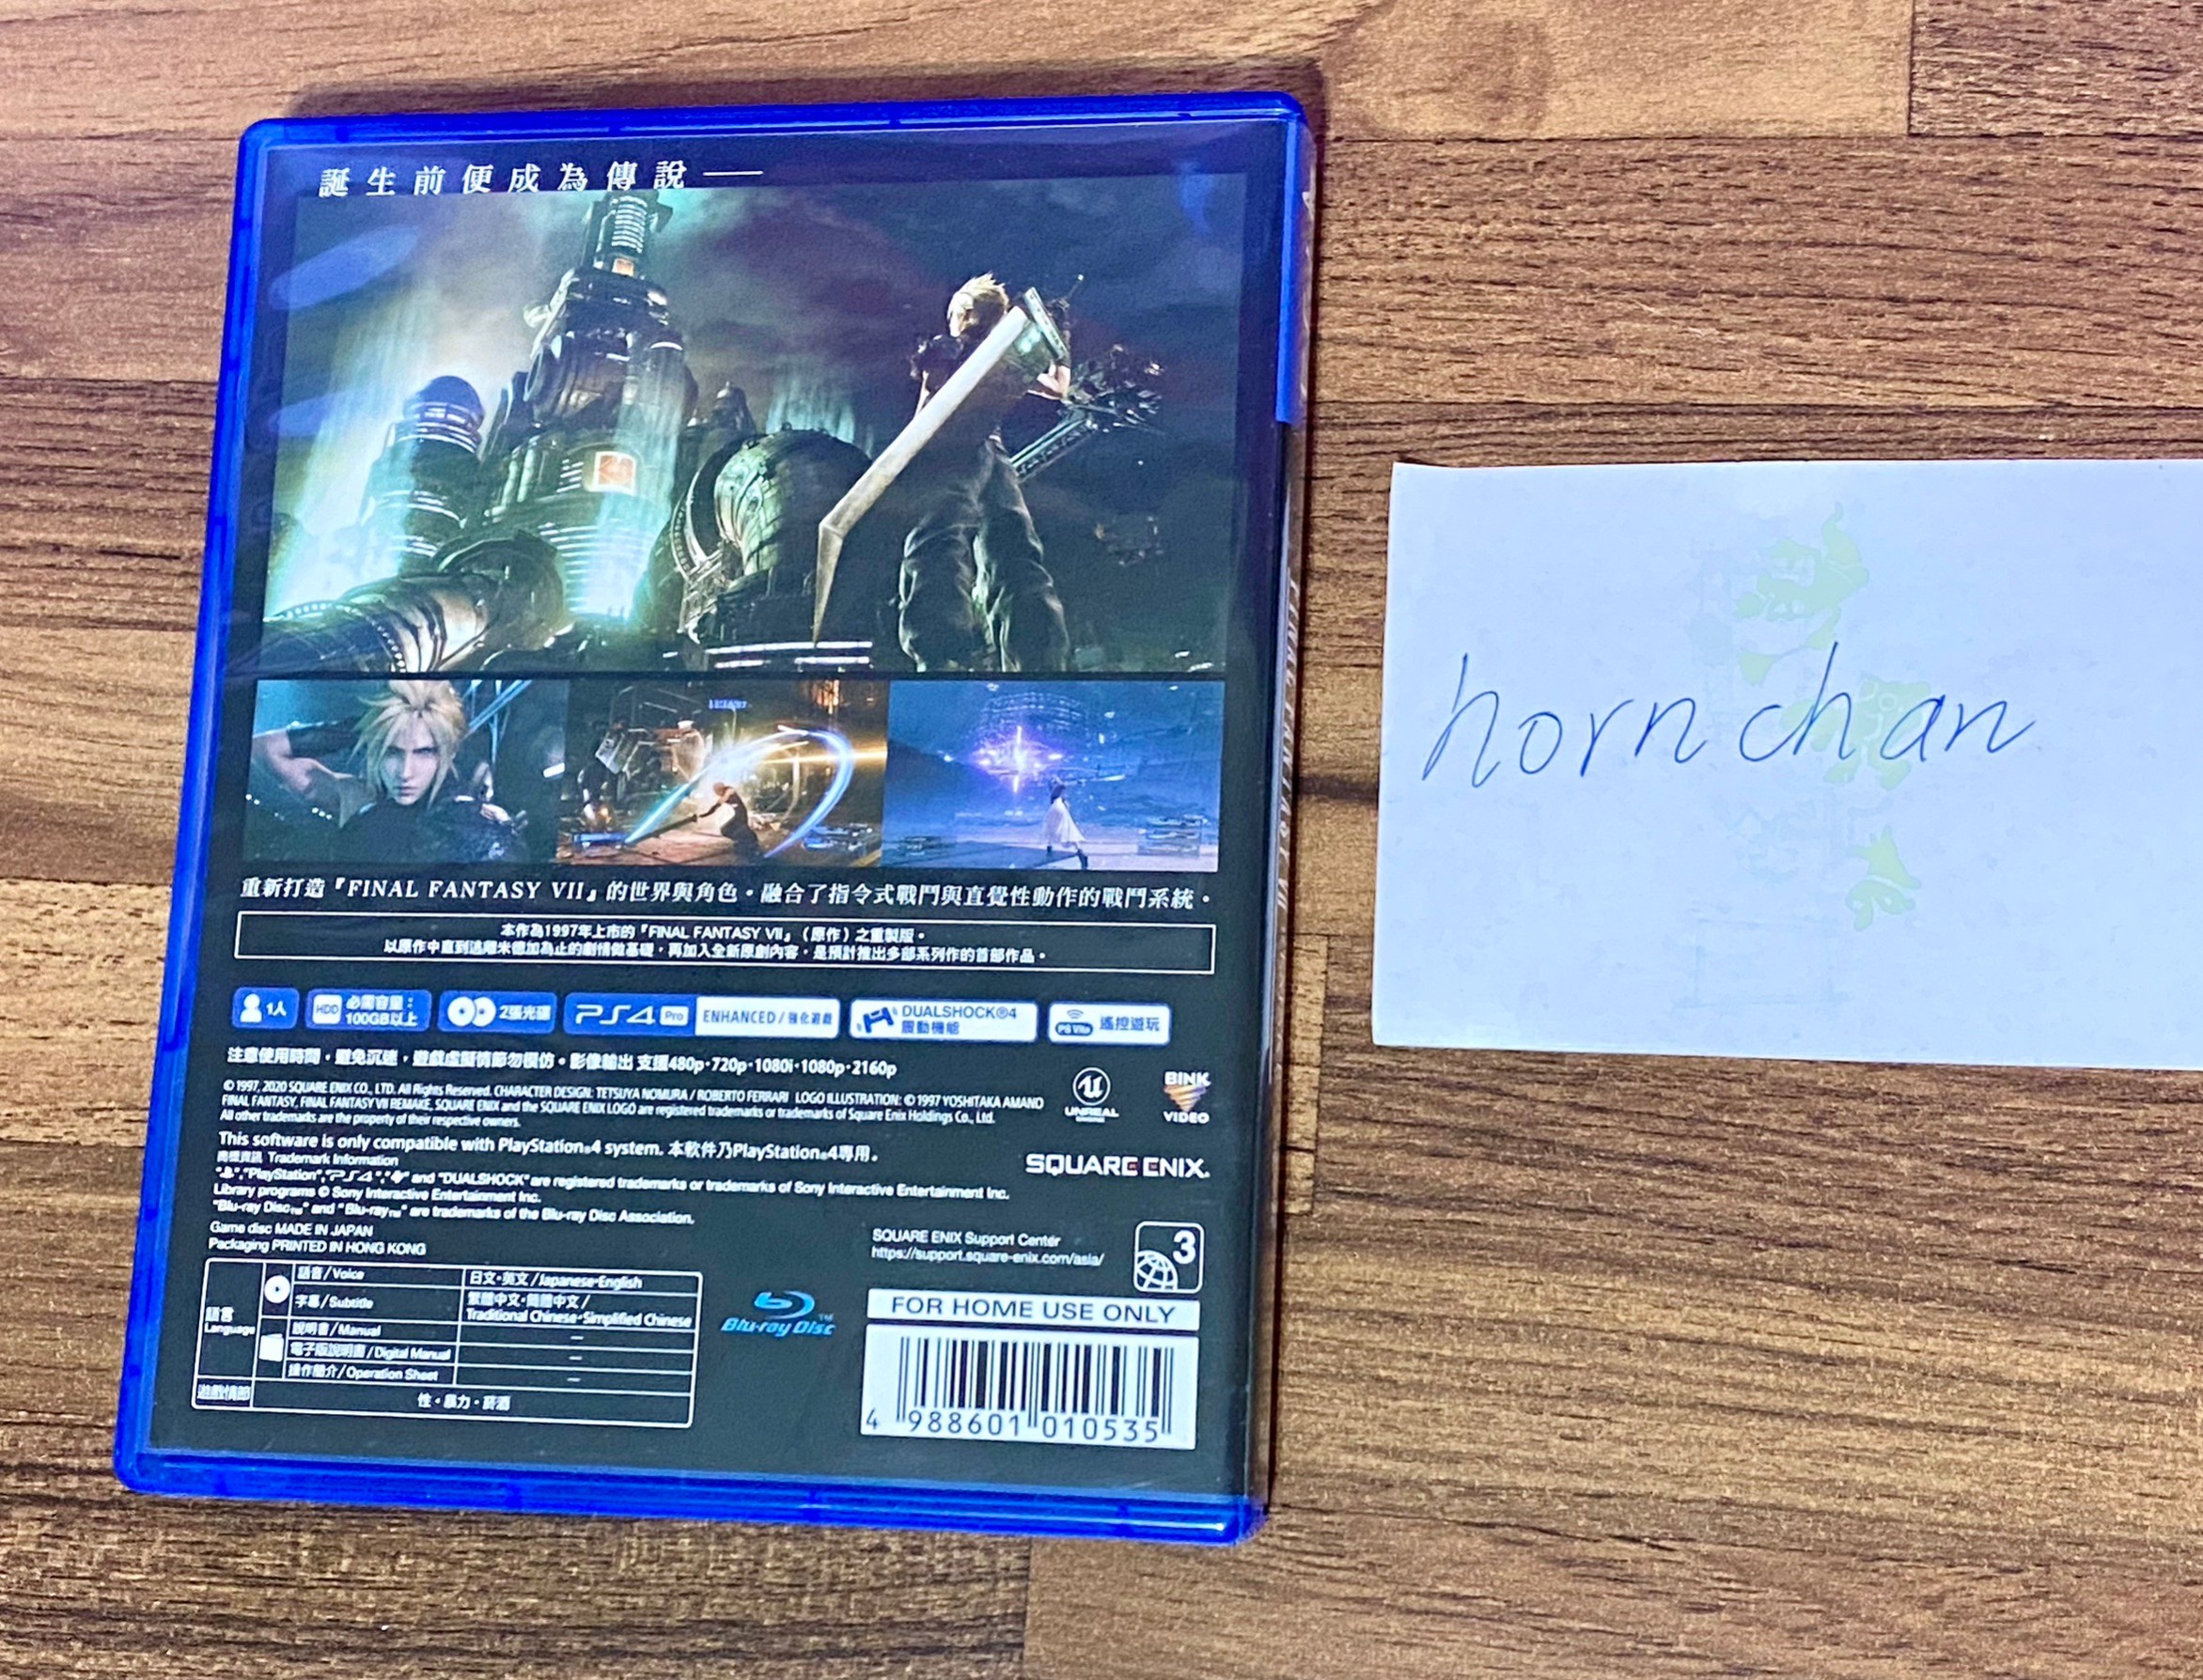 誕生前便成為傳說——
重新打造『FINAL FANTASY VII』的世界與角色。融合了指令式戰鬥與直覺性動作的戰鬥系統。
本作為1997年上市的『FINAL FANTASY VII』（原作）之重製版。
以原作中直到逃離米德加為止的劇情做基礎，再加入全新原創內容，是預計推出多部系列作的首部作品。
1人
HDD 必需容量：
100GB以上
2張光碟
PS4 Pro ENHANCED/強化遊戲
DUALSHOCK®4
震動機能
PS Vita 遙控遊玩
注意使用時間，避免沉迷，遊戲虛擬情節勿模仿。影像輸出 支援480p·720p·1080i·1080p·2160p
© 1997, 2020 SQUARE ENIX CO., LTD. All Rights Reserved. CHARACTER DESIGN: TETSUYA NOMURA / ROBERTO FERRARI LOGO ILLUSTRATION: © 1997 YOSHITAKA AMANO
FINAL FANTASY, FINAL FANTASY VII REMAKE, SQUARE ENIX and the SQUARE ENIX LOGO are registered trademarks or trademarks of Square Enix Holdings Co., Ltd.
All other trademarks are the property of their respective owners.
UNREAL
ENGINE
BINK
VIDEO
This software is only compatible with PlayStation®4 system. 本軟件乃PlayStation®4專用。
商標資訊 Trademark Information
"","PlayStation","PS4","" and "DUALSHOCK" are registered trademarks or trademarks of Sony Interactive Entertainment Inc.
Library programs © Sony Interactive Entertainment Inc.
"Blu-ray Disc™" and "Blu-ray™" are trademarks of the Blu-ray Disc Association.
SQUARE ENIX.
Game disc MADE IN JAPAN
Packaging PRINTED IN HONG KONG
SQUARE ENIX Support Center
https://support.square-enix.com/asia/
3
語言
Language
語音/Voice 日文·英文/Japanese·English
字幕/Subtitle 繁體中文·簡體中文/
Traditional Chinese·Simplified Chinese
說明書/Manual —
電子版說明書/Digital Manual —
操作簡介/Operation Sheet —
遊戲情節 性・暴力・菸酒
Blu-ray Disc™
FOR HOME USE ONLY
4 988601 010535
hornchan